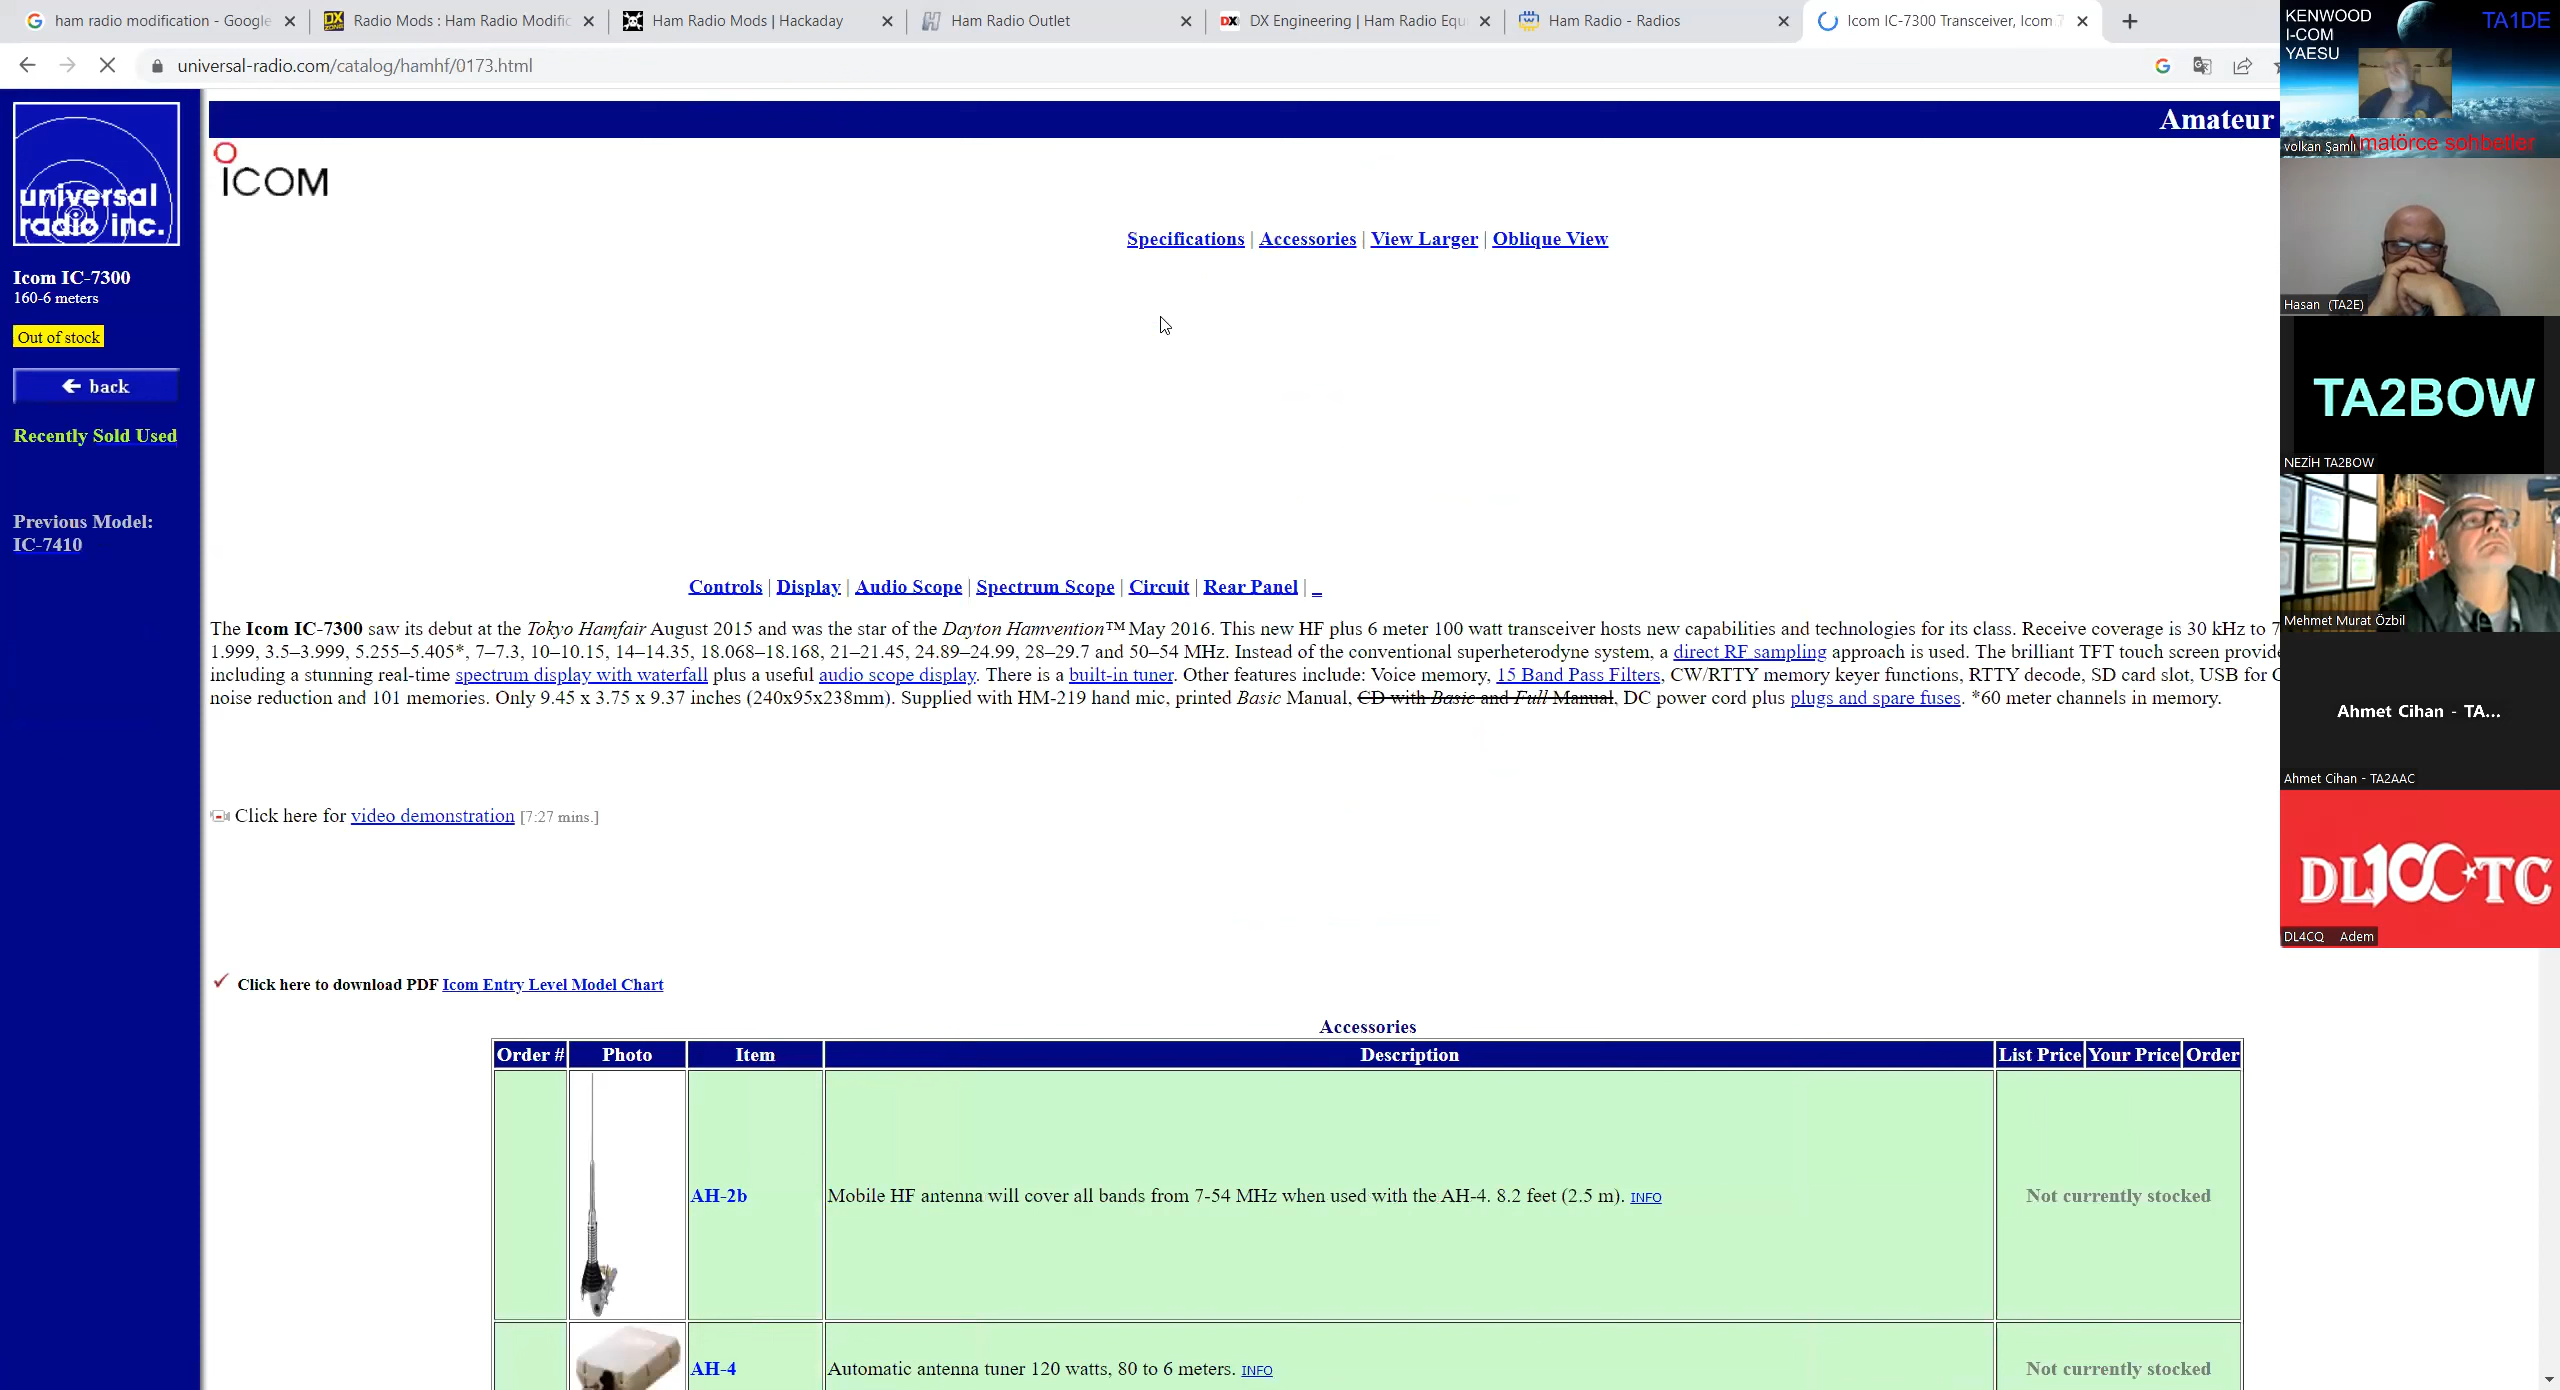 ham radio modification - Google
Radio Mods : Ham Radio Modific
Ham Radio Mods | Hackaday
Ham Radio Outlet
DX Engineering | Ham Radio Equ
Ham Radio - Radios
Icom IC-7300 Transceiver, Icom 7
universal-radio.com/catalog/hamhf/0173.html
universal
radio inc.
Icom IC-7300
160-6 meters
Out of stock
back
Recently Sold Used
Previous Model:
IC-7410
Amateur
ICOM
Specifications | Accessories | View Larger | Oblique View
Controls | Display | Audio Scope | Spectrum Scope | Circuit | Rear Panel |
The Icom IC-7300 saw its debut at the Tokyo Hamfair August 2015 and was the star of the Dayton Hamvention™ May 2016. This new HF plus 6 meter 100 watt transceiver hosts new capabilities and technologies for its class. Receive coverage is 30 kHz to 7
1.999, 3.5–3.999, 5.255–5.405*, 7–7.3, 10–10.15, 14–14.35, 18.068–18.168, 21–21.45, 24.89–24.99, 28–29.7 and 50–54 MHz. Instead of the conventional superheterodyne system, a direct RF sampling approach is used. The brilliant TFT touch screen provide
including a stunning real-time spectrum display with waterfall plus a useful audio scope display. There is a built-in tuner. Other features include: Voice memory, 15 Band Pass Filters, CW/RTTY memory keyer functions, RTTY decode, SD card slot, USB for C
noise reduction and 101 memories. Only 9.45 x 3.75 x 9.37 inches (240x95x238mm). Supplied with HM-219 hand mic, printed Basic Manual, CD with Basic and Full Manual, DC power cord plus plugs and spare fuses. *60 meter channels in memory.
Click here for video demonstration [7:27 mins.]
Click here to download PDF Icom Entry Level Model Chart
Accessories
Order # Photo Item Description List Price Your Price Order
AH-2b Mobile HF antenna will cover all bands from 7-54 MHz when used with the AH-4. 8.2 feet (2.5 m). INFO Not currently stocked
AH-4 Automatic antenna tuner 120 watts, 80 to 6 meters. INFO Not currently stocked
KENWOOD
I-COM
YAESU
TA1DE
volkan Şamlı
Amatörce sohbetler
Hasan (TA2E)
TA2BOW
NEZİH TA2BOW
Mehmet Murat Özbil
Ahmet Cihan - TA...
Ahmet Cihan - TA2AAC
DL100TC
DL4CQ Adem